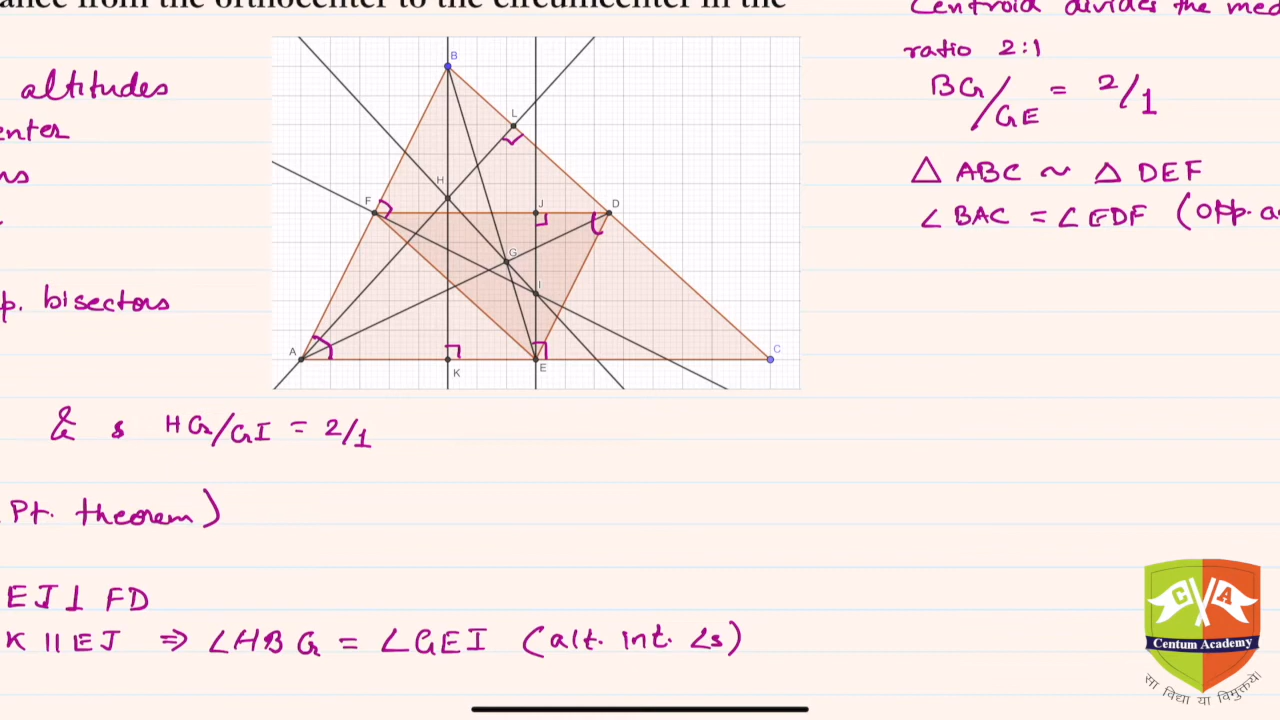 ance from the orthocenter to the circumcenter in the
altitudes
enter
ns
p. bisectors
B
L
H
F
J
D
G
I
A
K
E
C
& s HG/GI = 2/1
Pt. theorem)
EJ ⊥ FD
K || EJ ⇒ ∠HBG = ∠GEI (alt. int. ∠s)
Centroid divides the med
ratio 2:1
BG/GE = 2/1
△ ABC ~ △ DEF
∠ BAC = ∠EDF (opp. a
C A
Centum Academy
सा विद्या या विमुक्तये।